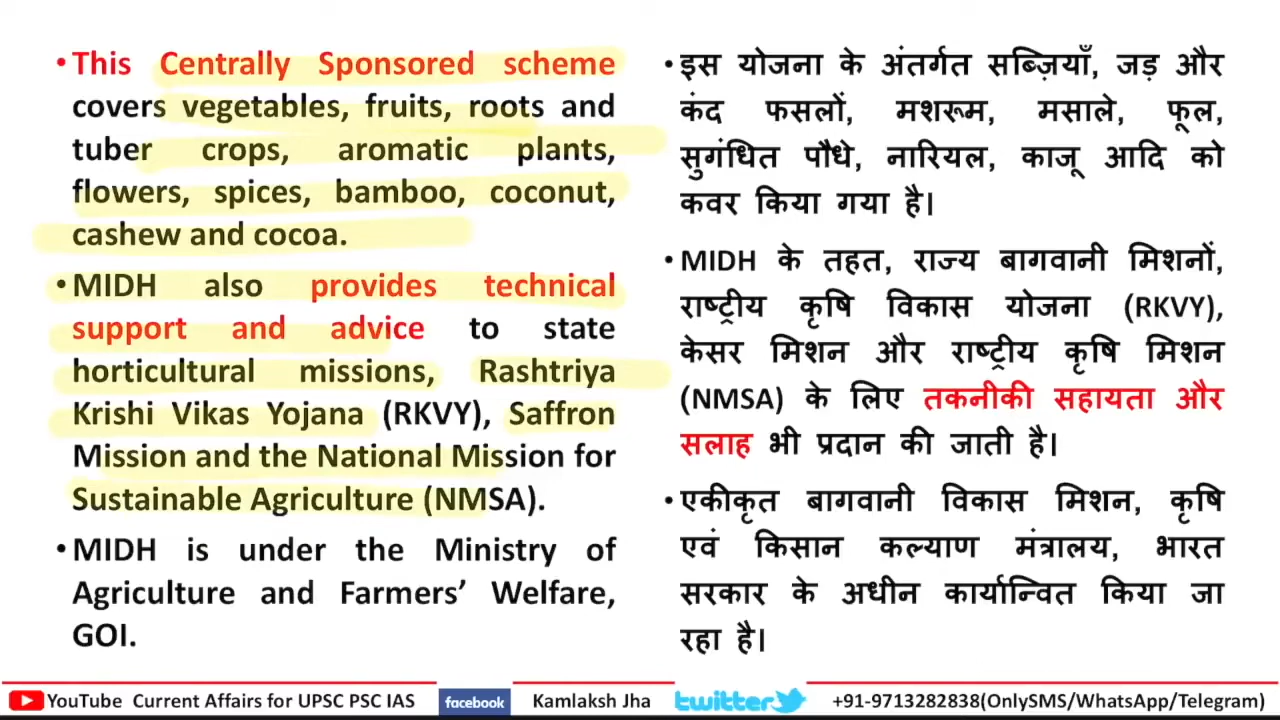 •This Centrally Sponsored scheme
covers vegetables, fruits, roots and
tuber crops, aromatic plants,
flowers, spices, bamboo, coconut,
cashew and cocoa.
•MIDH also provides technical
support and advice to state
horticultural missions, Rashtriya
Krishi Vikas Yojana (RKVY), Saffron
Mission and the National Mission for
Sustainable Agriculture (NMSA).
•MIDH is under the Ministry of
Agriculture and Farmers’ Welfare,
GOI.
•इस योजना के अंतर्गत सब्ज़ियाँ, जड़ और
कंद फसलों, मशरूम, मसाले, फूल,
सुगंधित पौधे, नारियल, काजू आदि को
कवर किया गया है।
•MIDH के तहत, राज्य बागवानी मिशनों,
राष्ट्रीय कृषि विकास योजना (RKVY),
केसर मिशन और राष्ट्रीय कृषि मिशन
(NMSA) के लिए तकनीकी सहायता और
सलाह भी प्रदान की जाती है।
•एकीकृत बागवानी विकास मिशन, कृषि
एवं किसान कल्याण मंत्रालय, भारत
सरकार के अधीन कार्यान्वित किया जा
रहा है।
YouTube Current Affairs for UPSC PSC IAS facebook Kamlaksh Jha twitter +91-9713282838(OnlySMS/WhatsApp/Telegram)